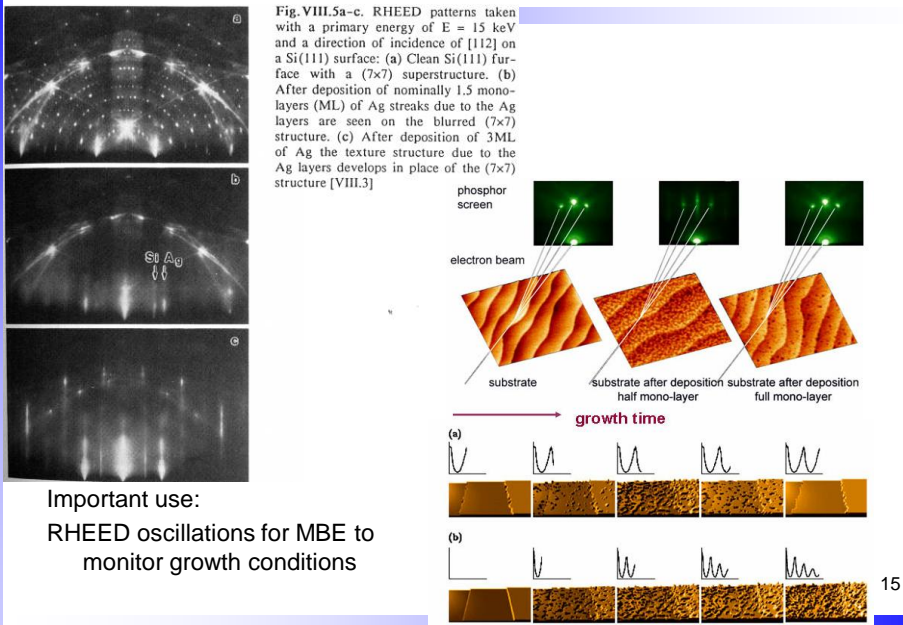 a
Fig.VIII.5a-c. RHEED patterns taken
with a primary energy of E = 15 keV
and a direction of incidence of [112] on
a Si(111) surface: (a) Clean Si(111) fur-
face with a (7×7) superstructure. (b)
After deposition of nominally 1.5 mono-
layers (ML) of Ag streaks due to the Ag
layers are seen on the blurred (7×7)
structure. (c) After deposition of 3ML
of Ag the texture structure due to the
Ag layers develops in place of the (7×7)
structure [VIII.3]
b
Si Ag
c
phosphor
screen
electron beam
substrate
substrate after deposition
half mono-layer
substrate after deposition
full mono-layer
growth time
(a)
(b)
Important use:
RHEED oscillations for MBE to
monitor growth conditions
15